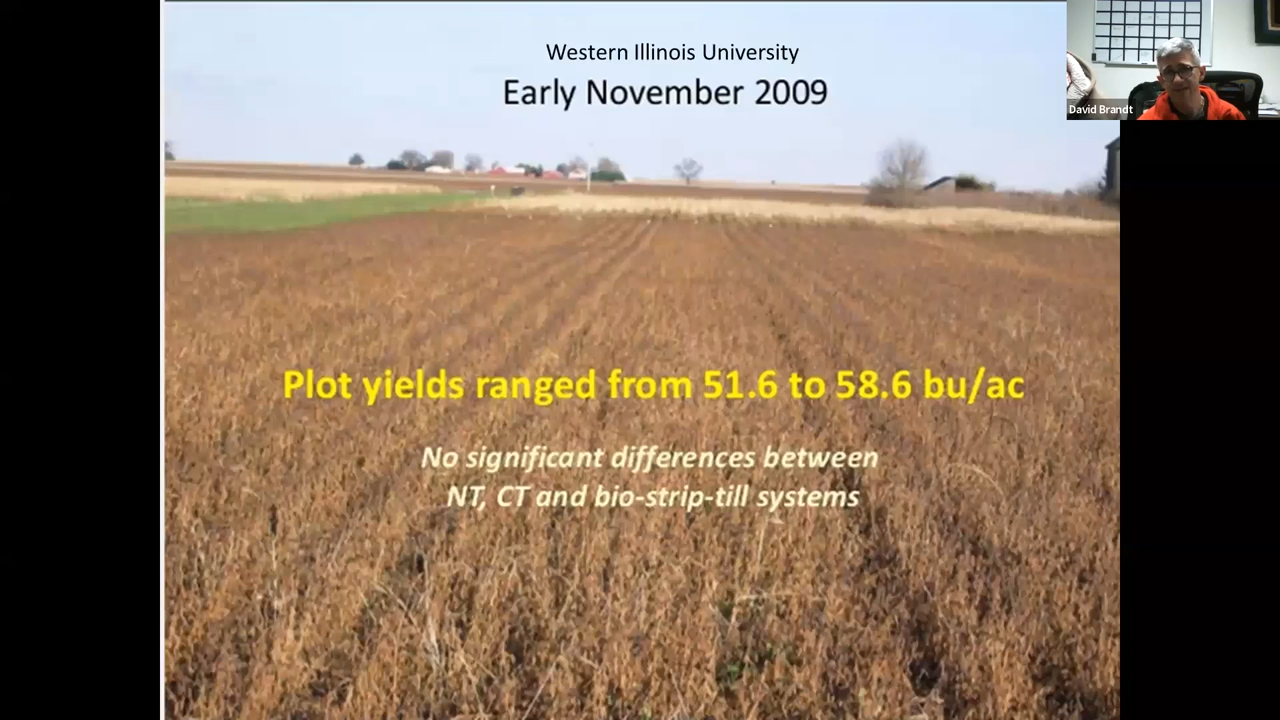 Western Illinois University
Early November 2009
David Brandt
Plot yields ranged from 51.6 to 58.6 bu/ac
No significant differences between
NT, CT and bio-strip-till systems